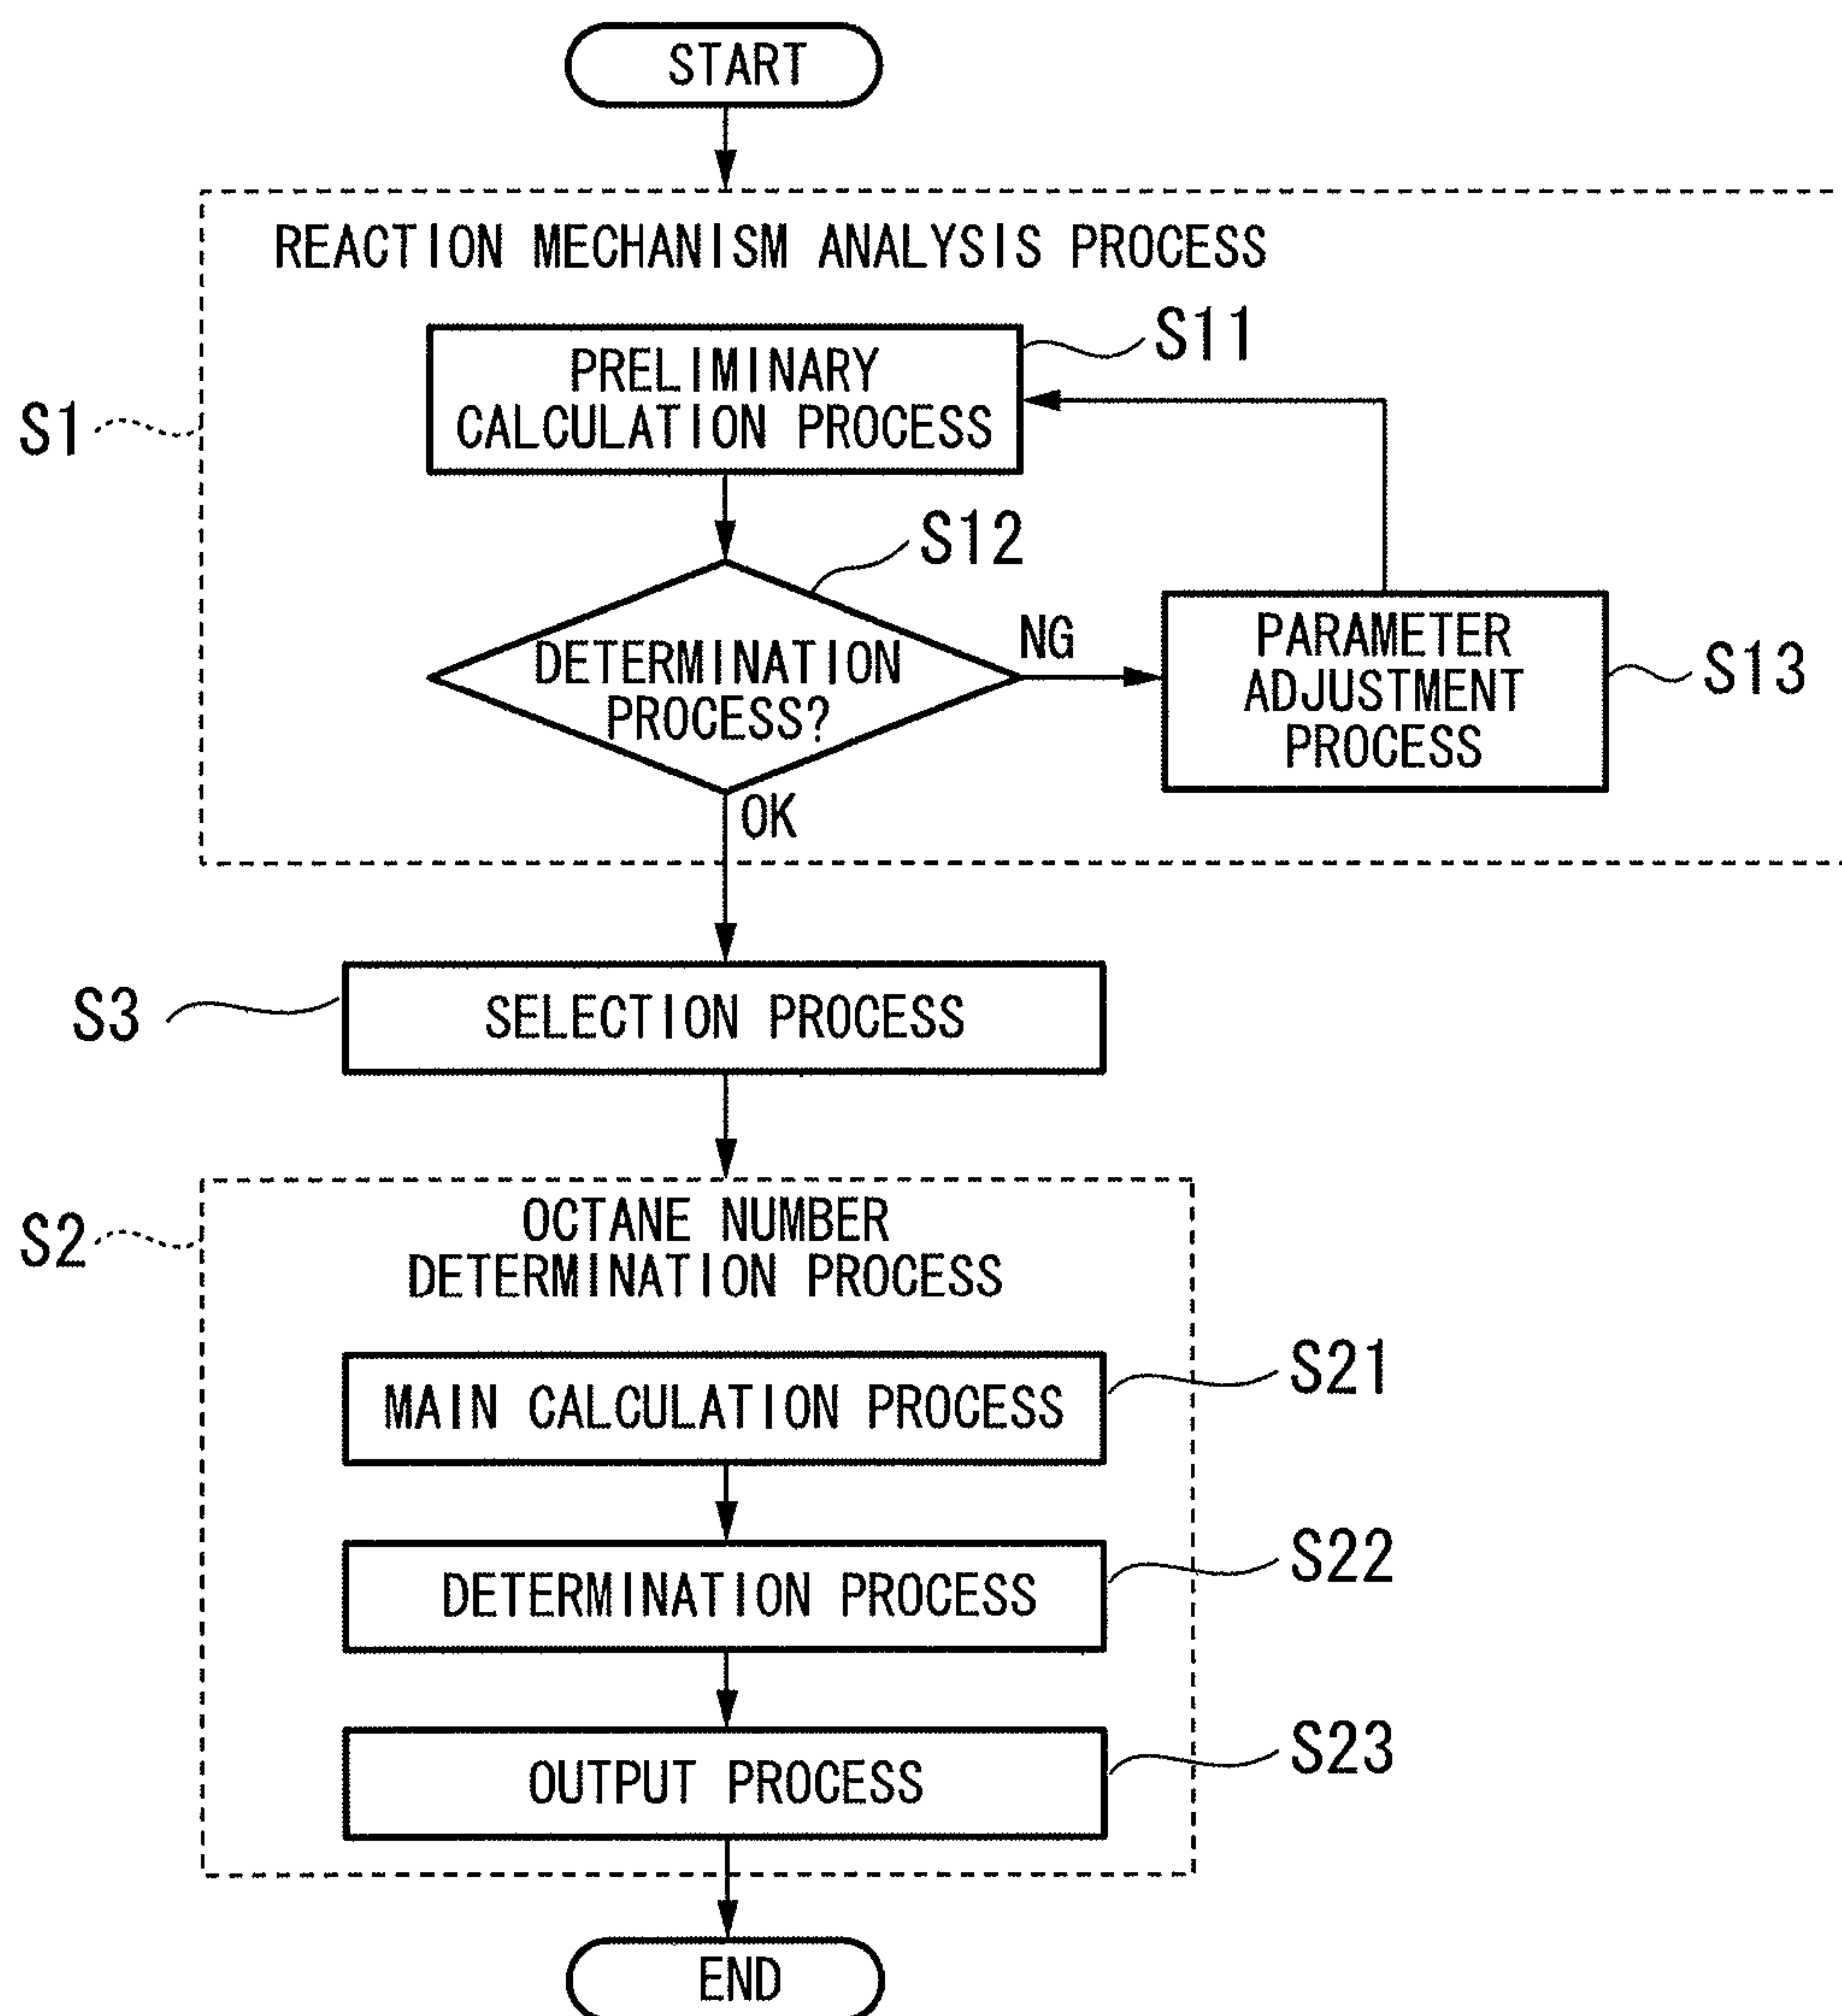 START
REACTION MECHANISM ANALYSIS PROCESS
S1
PRELIMINARY
CALCULATION PROCESS
S11
S12
DETERMINATION
PROCESS?
NG
PARAMETER
ADJUSTMENT
PROCESS
S13
OK
S3
SELECTION PROCESS
S2
OCTANE NUMBER
DETERMINATION PROCESS
MAIN CALCULATION PROCESS
S21
DETERMINATION PROCESS
S22
OUTPUT PROCESS
S23
END